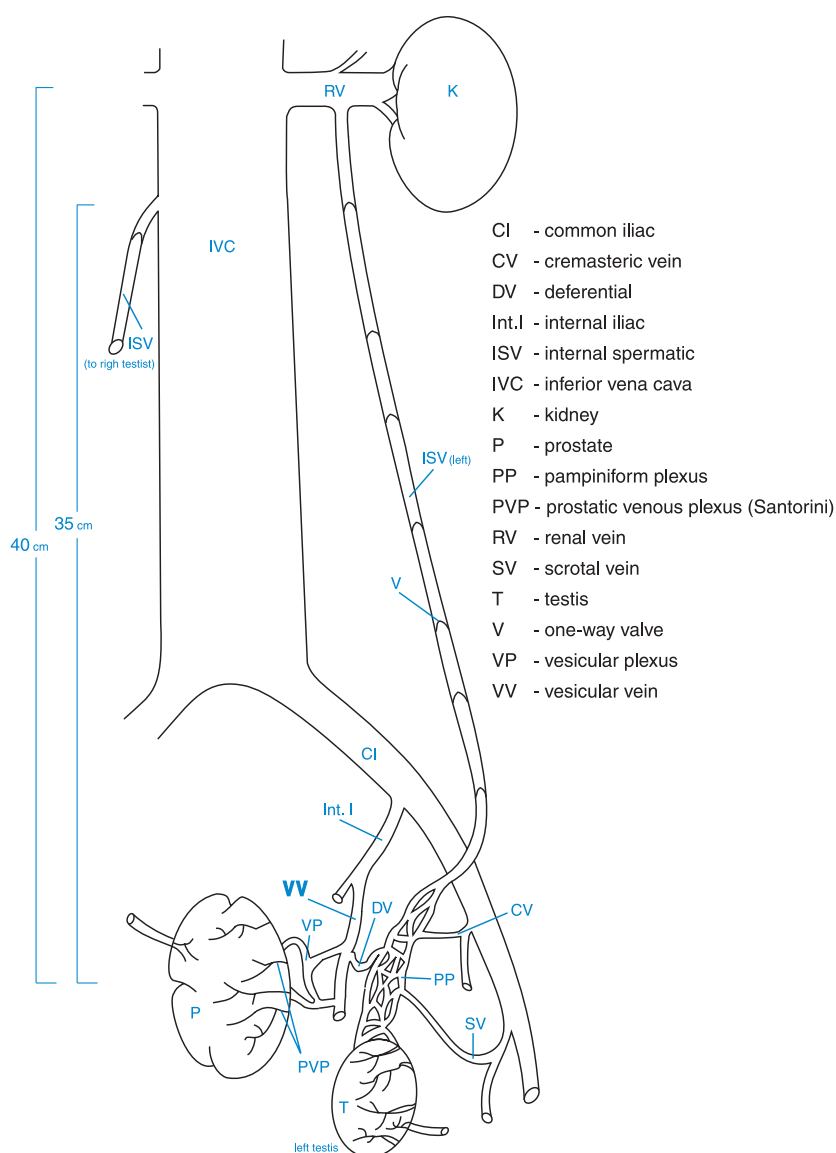 RV
K
IVC
ISV
(to righ testist)
ISV (left)
35 cm
40 cm
V
CI
Int. I
VV
DV
VP
CV
PP
P
SV
PVP
T
left testis
CI - common iliac
CV - cremasteric vein
DV - deferential
Int.I - internal iliac
ISV - internal spermatic
IVC - inferior vena cava
K - kidney
P - prostate
PP - pampiniform plexus
PVP - prostatic venous plexus (Santorini)
RV - renal vein
SV - scrotal vein
T - testis
V - one-way valve
VP - vesicular plexus
VV - vesicular vein